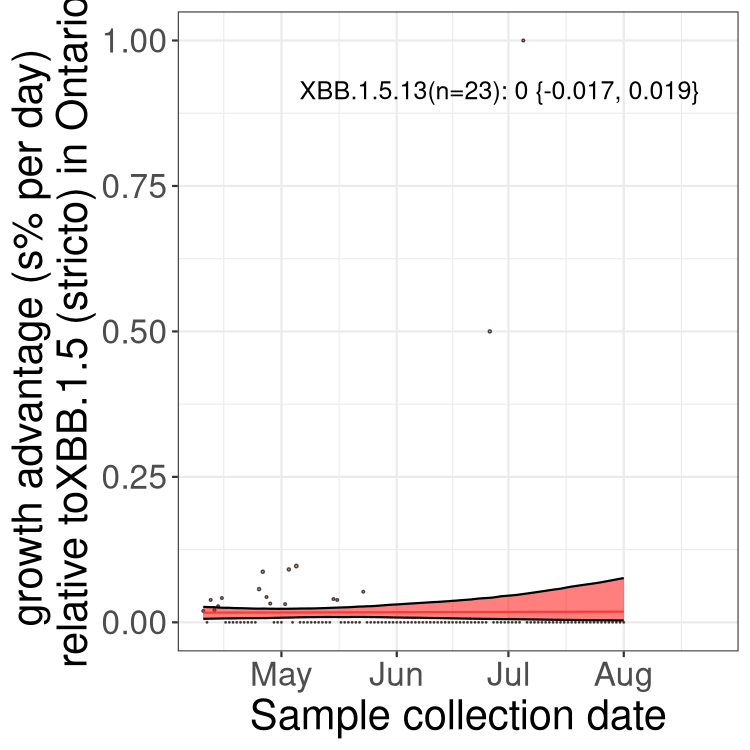 growth advantage (s% per day)
relative toXBB.1.5 (stricto) in Ontario
1.00
0.75
0.50
0.25
0.00
XBB.1.5.13(n=23): 0 {-0.017, 0.019}
May Jun Jul Aug
Sample collection date